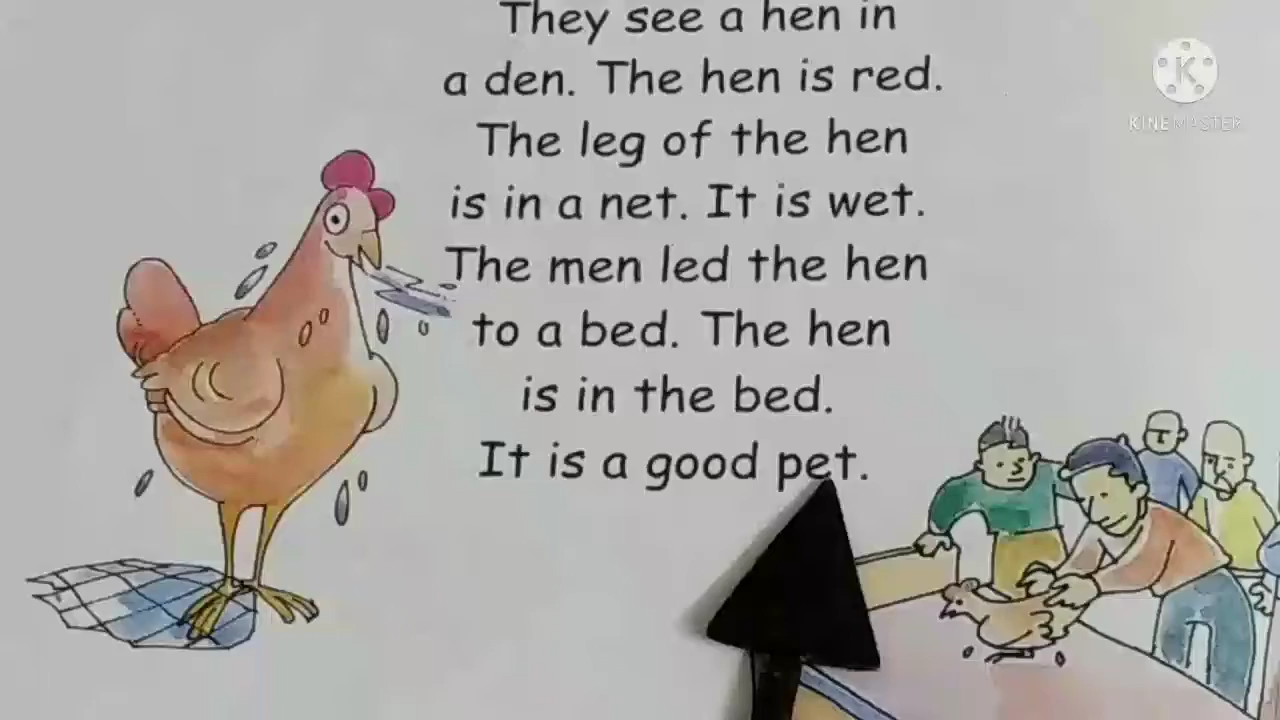 They see a hen in
a den. The hen is red.
The leg of the hen
is in a net. It is wet.
The men led the hen
to a bed. The hen
is in the bed.
It is a good pet.
K
KINEMASTER